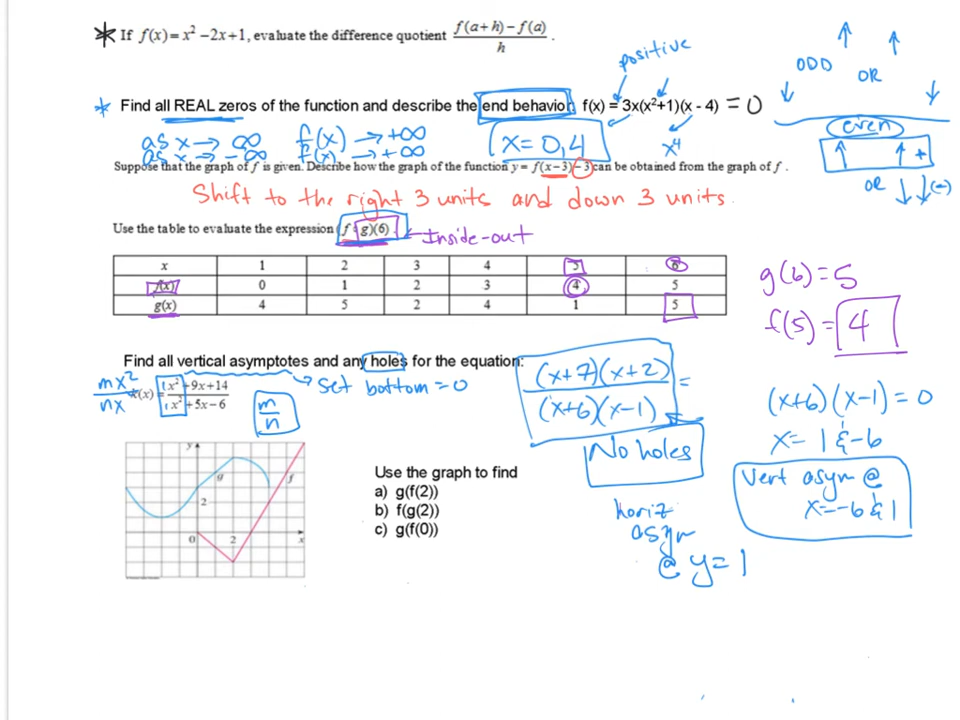 * If f(x) = x² – 2x + 1, evaluate the difference quotient f(a + h) – f(a) / h .
positive
ODD
OR
* Find all REAL zeros of the function and describe the end behavior. f(x) = 3x(x²+1)(x - 4) = 0
as x → ∞ f(x) → +∞
as x → -∞ f(x) → +∞
x = 0,4
x⁴
even
+
OR
(-)
Suppose that the graph of f is given. Describe how the graph of the function y = f(x – 3) – 3 can be obtained from the graph of f .
Shift to the right 3 units and down 3 units.
Use the table to evaluate the expression (f ∘ g)(6)
Inside-out
x 1 2 3 4 5 6
f(x) 0 1 2 3 4 5
g(x) 4 5 2 4 1 5
g(6) = 5
f(5) = 4
Find all vertical asymptotes and any holes for the equation:
set bottom = 0
mx² / nx²
r(x) = 1x² + 9x + 14 / 1x² + 5x – 6
m / n
(x+7)(x+2) / (x+6)(x-1) =
No holes
(x+6)(x-1) = 0
x = 1 & -6
Vert asym @
x = -6 & 1
horiz
asym
@ y = 1
y
g
f
2
0
2
x
Use the graph to find
a) g(f(2))
b) f(g(2))
c) g(f(0))